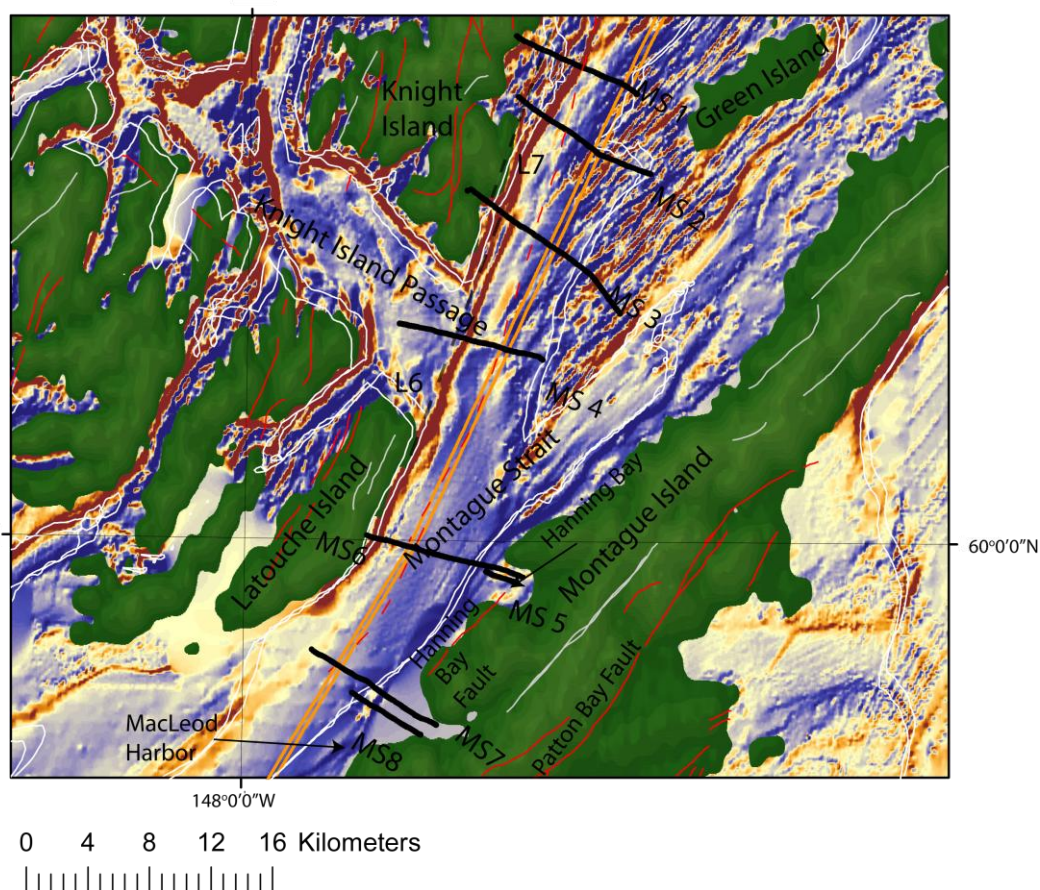 Knight
Island
Green Island
MS 1
L7
MS 2
Knight Island Passage
MS 3
L6
MS 4
Montague Strait
Hanning Bay
Montague Island
Latouche Island
MS6
MS 5
60°0'0"N
Hanning
Bay
Fault
Patton Bay Fault
MacLeod
Harbor
MS7
MS8
148°0'0"W
0 4 8 12 16 Kilometers